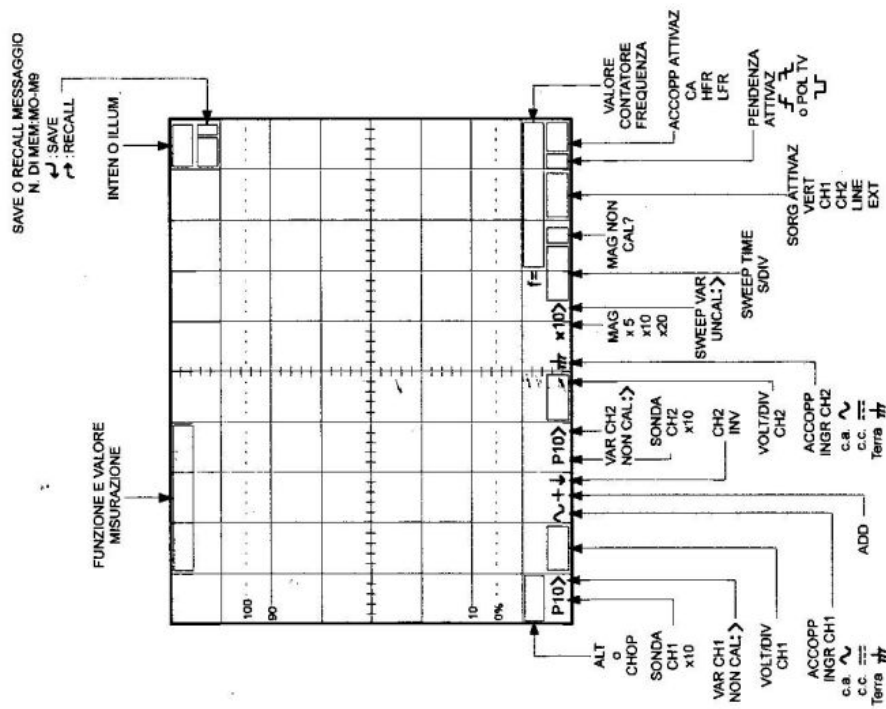 SAVE O RECALL MESSAGGIO
N. DI MEM:MO-M9
:SAVE
:RECALL
INTEN O ILLUM
FUNZIONE E VALORE
MISURAZIONE
100
90
10
0%
f=
P10>
∼ + ↓ P10>
x10>
ALT
o
CHOP
SONDA
CH1
x10
VAR CH1
NON CAL:>
VOLT/DIV
CH1
ACCOPP
INGR CH1
c.a. ∼
c.c. ⎓
Terra
ADD
VAR CH2
NON CAL:>
SONDA
CH2
x10
CH2
INV
VOLT/DIV
CH2
ACCOPP
INGR CH2
c.a. ∼
c.c. ⎓
Terra
MAG
x 5
x10
x20
SWEEP VAR
UNCAL:>
SWEEP TIME
S/DIV
MAG NON
CAL?
SORG ATTIVAZ
VERT
CH1
CH2
LINE
EXT
PENDENZA
ATTIVAZ
o POL TV
ACCOPP ATTIVAZ
CA
HFR
LFR
VALORE
CONTATORE
FREQUENZA